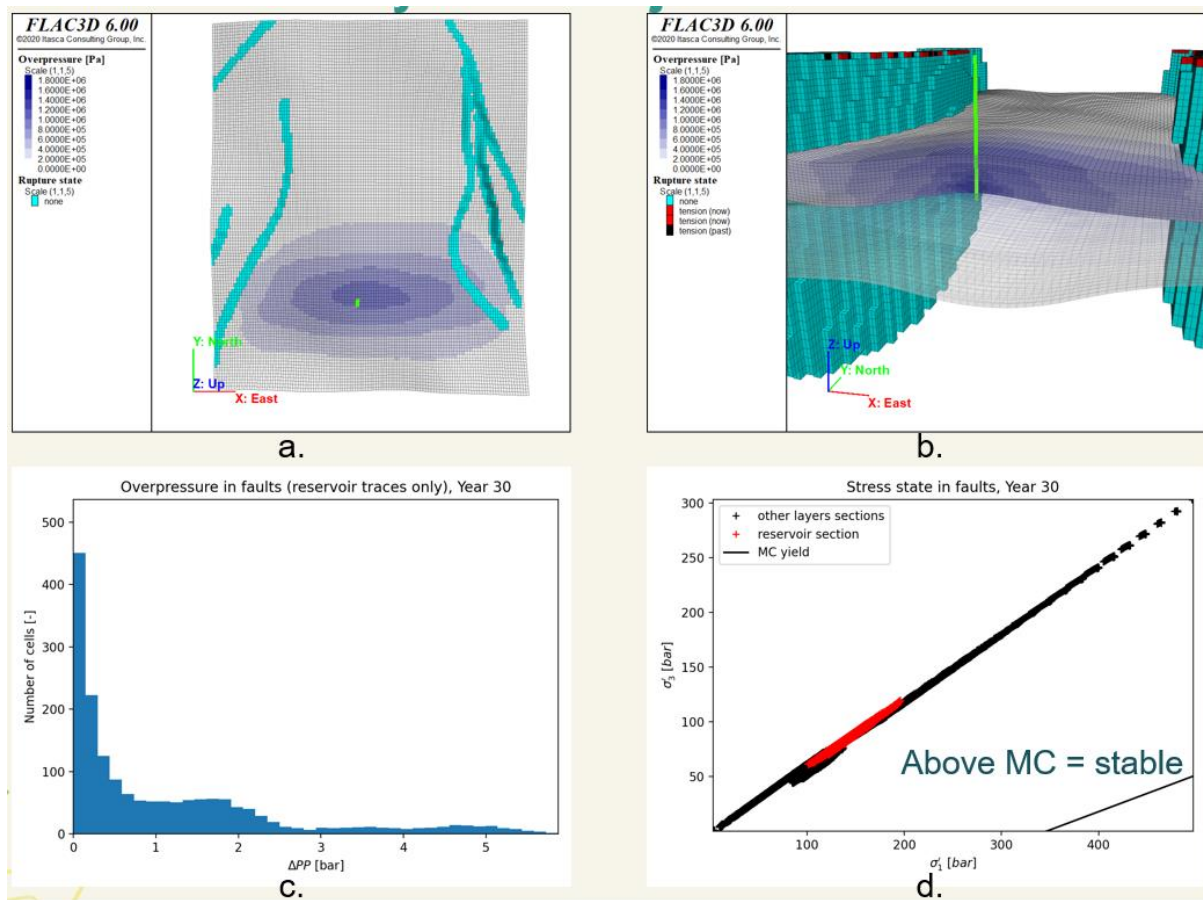 FLAC3D 6.00
©2020 Itasca Consulting Group, Inc.
Overpressure [Pa]
Scale (1,1,5)
1.8000E+06
1.6000E+06
1.4000E+06
1.2000E+06
1.0000E+06
8.0000E+05
6.0000E+05
4.0000E+05
2.0000E+05
0.0000E+00
Rupture state
Scale (1,1,5)
none
Y: North
Z: Up
X: East
a.
FLAC3D 6.00
©2020 Itasca Consulting Group, Inc.
Overpressure [Pa]
Scale (1,1,5)
1.8000E+06
1.6000E+06
1.4000E+06
1.2000E+06
1.0000E+06
8.0000E+05
6.0000E+05
4.0000E+05
2.0000E+05
0.0000E+00
Rupture state
Scale (1,1,5)
none
tension (now)
tension (now)
tension (past)
Z: Up
Y: North
X: East
b.
Overpressure in faults (reservoir traces only), Year 30
Number of cells [-]
500
400
300
200
100
0
0 1 2 3 4 5
ΔPP [bar]
c.
Stress state in faults, Year 30
other layers sections
reservoir section
MC yield
σ′3 [bar]
300
250
200
150
100
50
Above MC = stable
100 200 300 400
σ′1 [bar]
d.